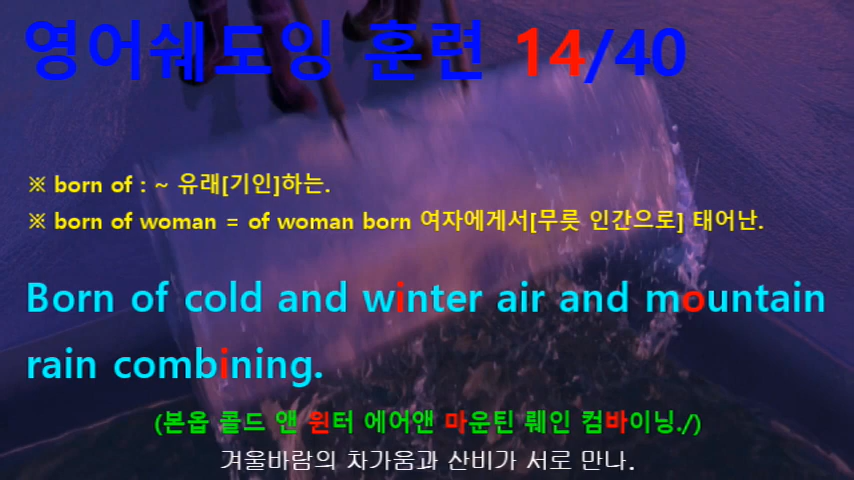 영어쉐도잉 훈련 14/40
※ born of : ~ 유래[기인]하는.
※ born of woman = of woman born 여자에게서[무릇 인간으로] 태어난.
Born of cold and winter air and mountain
rain combining.
(본옵 콜드 앤 윈터 에어앤 마운틴 뤠인 컴바이닝./)
겨울바람의 차가움과 산비가 서로 만나.